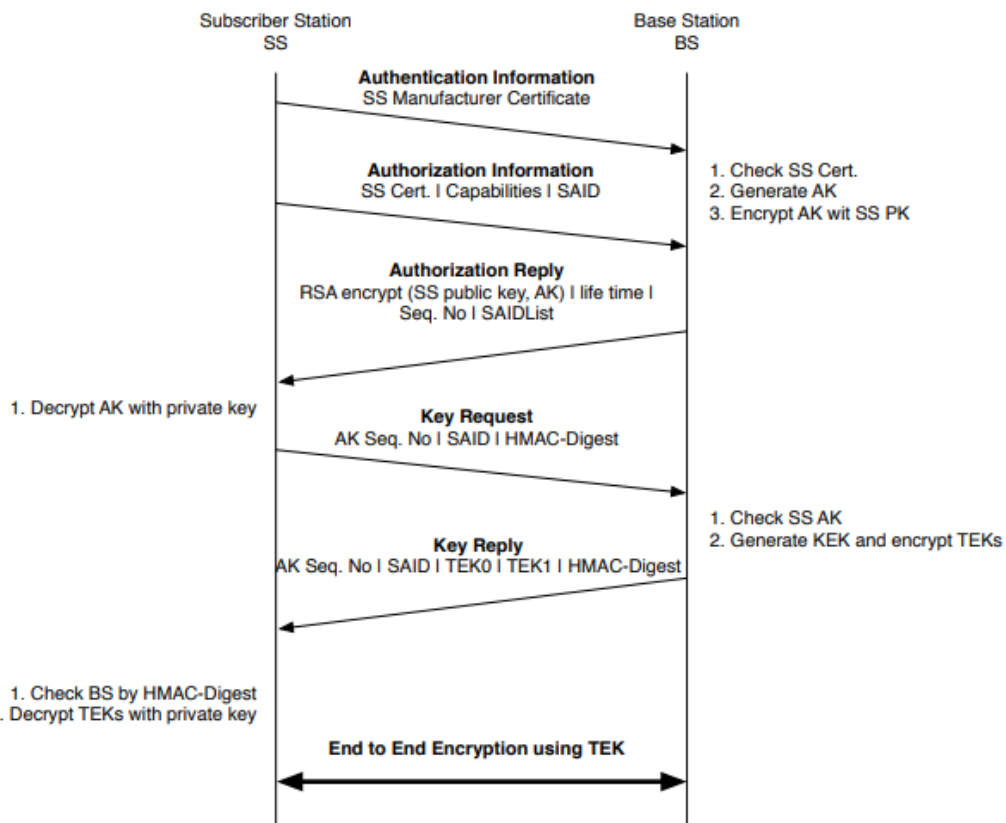 Subscriber Station
SS
Base Station
BS
Authentication Information
SS Manufacturer Certificate
Authorization Information
SS Cert. I Capabilities I SAID
1. Check SS Cert.
2. Generate AK
3. Encrypt AK wit SS PK
Authorization Reply
RSA encrypt (SS public key, AK) I life time I
Seq. No I SAIDList
1. Decrypt AK with private key
Key Request
AK Seq. No I SAID I HMAC-Digest
1. Check SS AK
2. Generate KEK and encrypt TEKs
Key Reply
AK Seq. No I SAID I TEK0 I TEK1 I HMAC-Digest
1. Check BS by HMAC-Digest
. Decrypt TEKs with private key
End to End Encryption using TEK